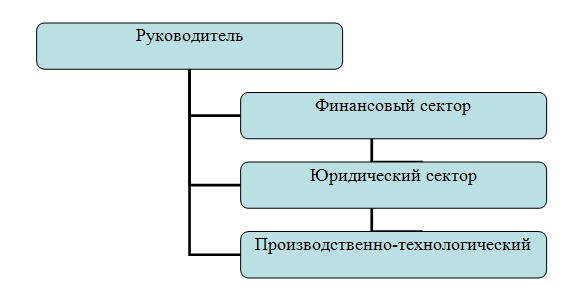 Руководитель
Финансовый сектор
Юридический сектор
Производственно-технологический